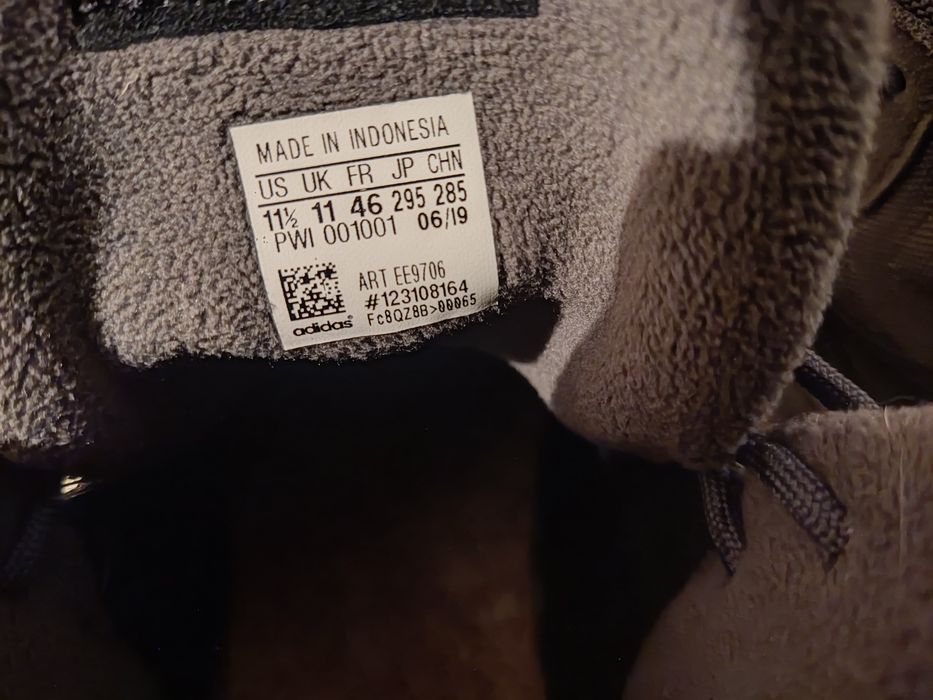 MADE IN INDONESIA
US UK FR JP CHN
11½ 11 46 295 285
PWI 001001 06/19
ART EE9706
#123108164
Fc8QZ8B>00065
adidas®